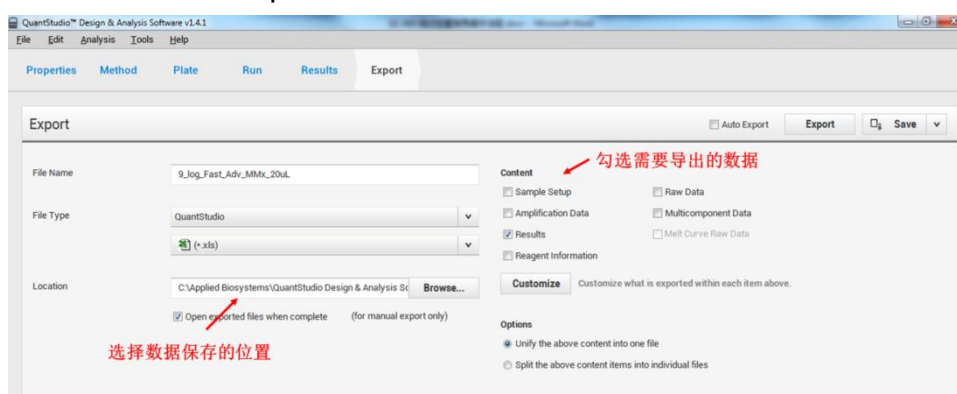 QuantStudio™ Design & Analysis Software v1.4.1
File Edit Analysis Tools Help
Properties Method Plate Run Results Export
Export
Auto Export Export Save
File Name
9_log_Fast_Adv_MMx_20uL
File Type
QuantStudio
(*.xls)
Location
C:\Applied Biosystems\QuantStudio Design & Analysis Sc Browse...
Open exported files when complete (for manual export only)
选择数据保存的位置
勾选需要导出的数据
Content
Sample Setup Raw Data
Amplification Data Multicomponent Data
Results Melt Curve Raw Data
Reagent Information
Customize Customize what is exported within each item above.
Options
Unify the above content into one file
Split the above content items into individual files